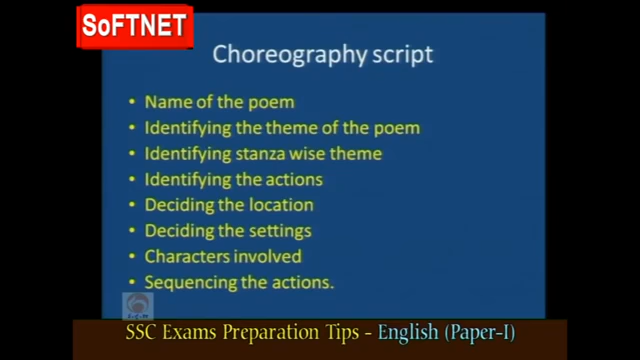 SoFTNET
Choreography script
• Name of the poem
• Identifying the theme of the poem
• Identifying stanza wise theme
• Identifying the actions
• Deciding the location
• Deciding the settings
• Characters involved
• Sequencing the actions.
SSC Exams Preparation Tips - English (Paper-I)